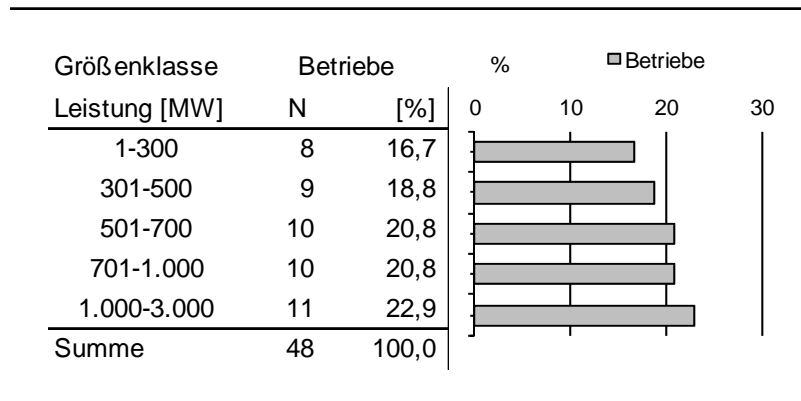 Größenklasse Betriebe % Betriebe
Leistung [MW] N [%] 0 10 20 30
1-300 8 16,7
301-500 9 18,8
501-700 10 20,8
701-1.000 10 20,8
1.000-3.000 11 22,9
Summe 48 100,0